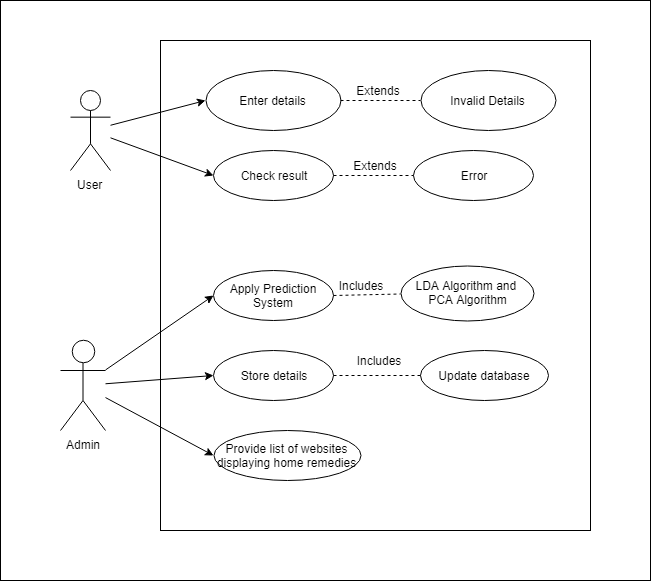 Enter details
Extends
Invalid Details
User
Check result
Extends
Error
Apply Prediction
System
Includes
LDA Algorithm and
PCA Algorithm
Admin
Store details
Includes
Update database
Provide list of websites
displaying home remedies